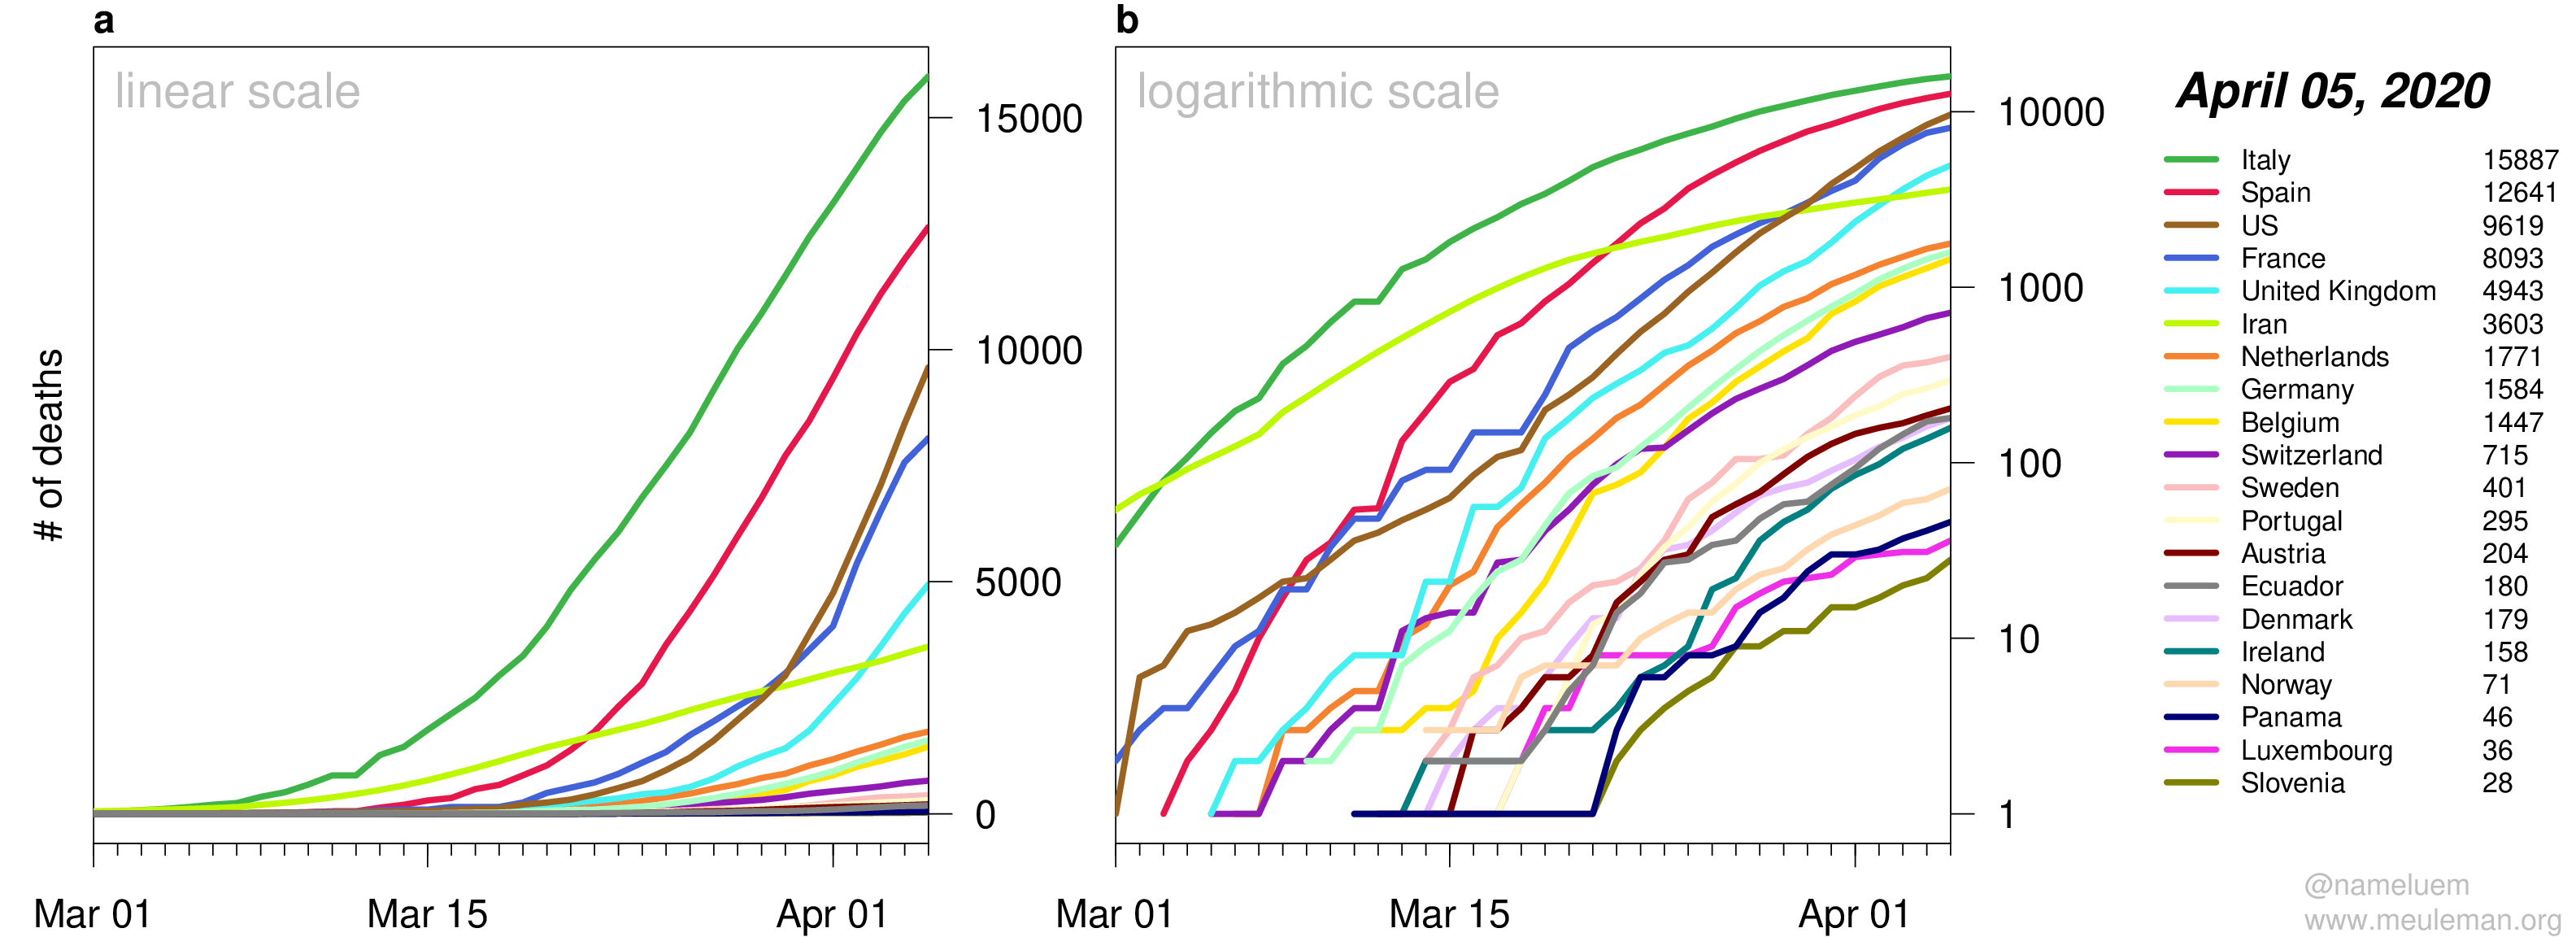 a
linear scale
# of deaths
15000
10000
5000
0
Mar 01
Mar 15
Apr 01
b
logarithmic scale
10000
1000
100
10
1
Mar 01
Mar 15
Apr 01
April 05, 2020
Italy 15887
Spain 12641
US 9619
France 8093
United Kingdom 4943
Iran 3603
Netherlands 1771
Germany 1584
Belgium 1447
Switzerland 715
Sweden 401
Portugal 295
Austria 204
Ecuador 180
Denmark 179
Ireland 158
Norway 71
Panama 46
Luxembourg 36
Slovenia 28
@nameluem
www.meuleman.org